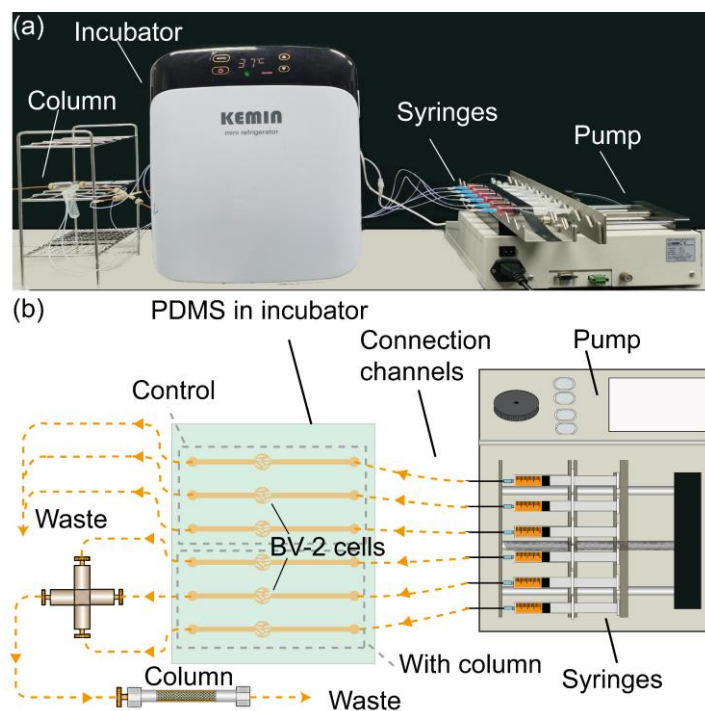 (a)
Incubator
Column
37℃
KEMIN
mini refrigerator
Syringes
Pump
(b)
PDMS in incubator
Connection
channels
Pump
Control
Waste
BV-2 cells
Column
Waste
With column
Syringes